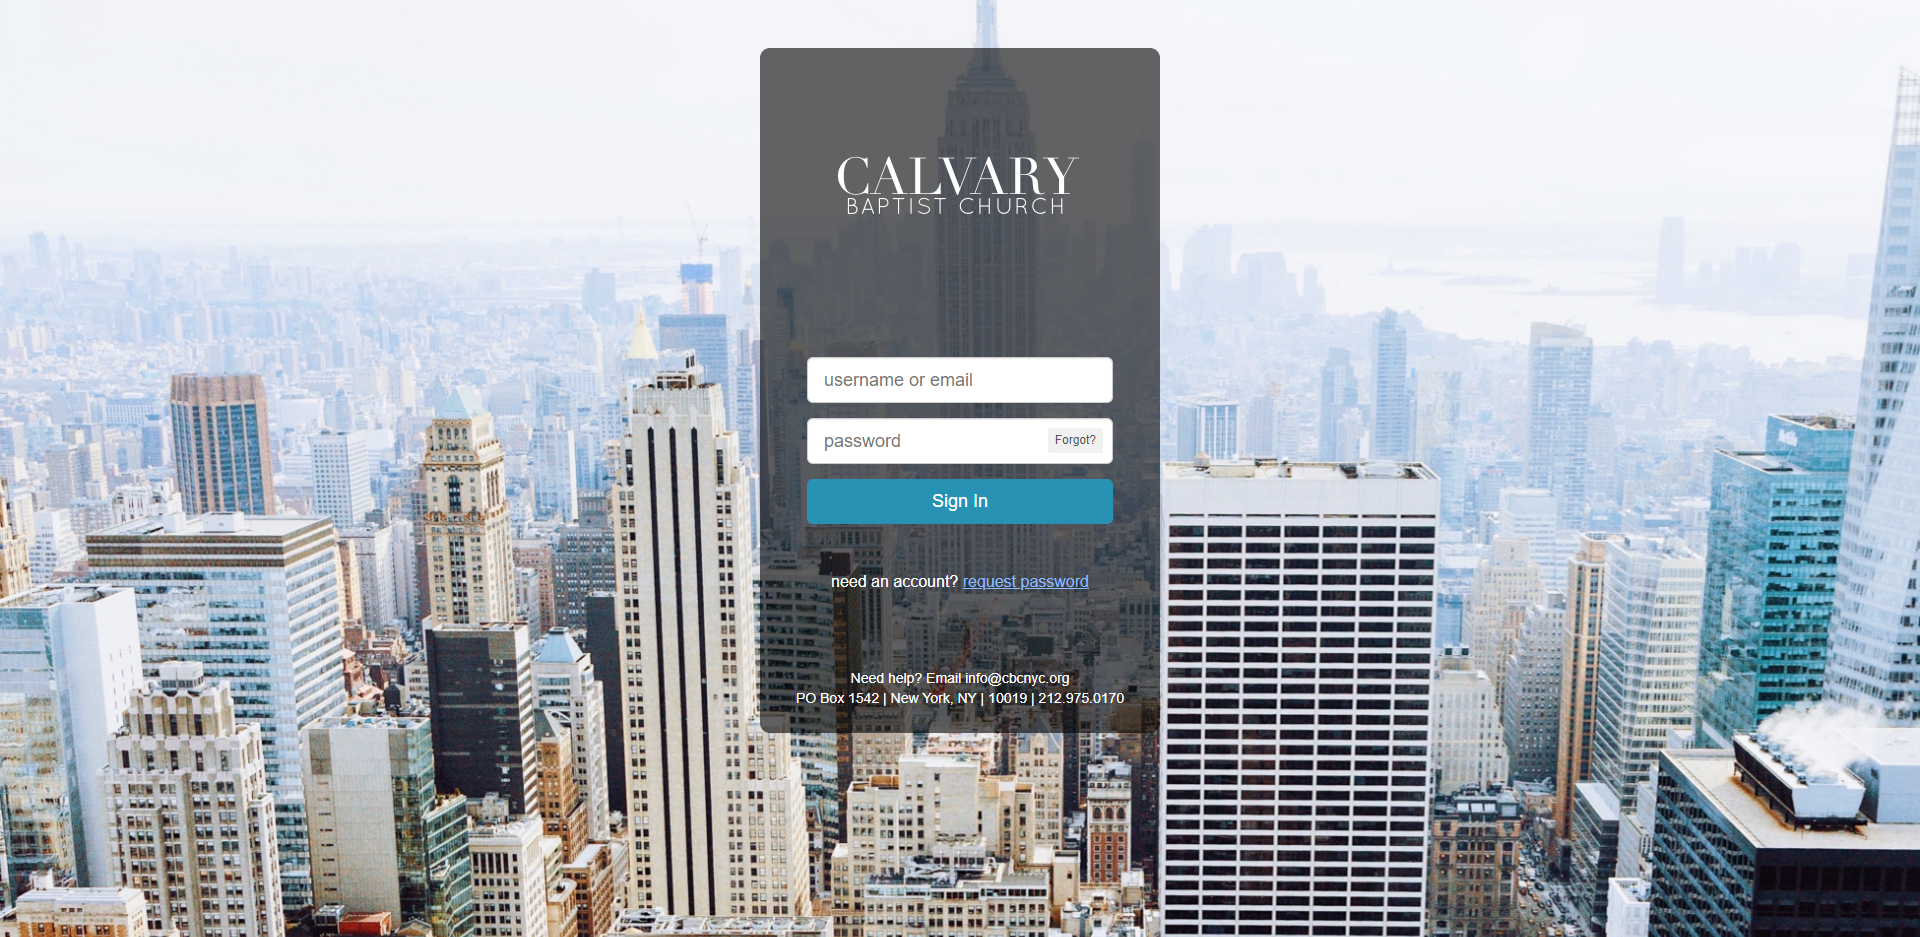 CALVARY
BAPTIST CHURCH
username or email
password
Forgot?
Sign In
need an account? request password
Need help? Email info@cbcnyc.org
PO Box 1542 | New York, NY | 10019 | 212.975.0170